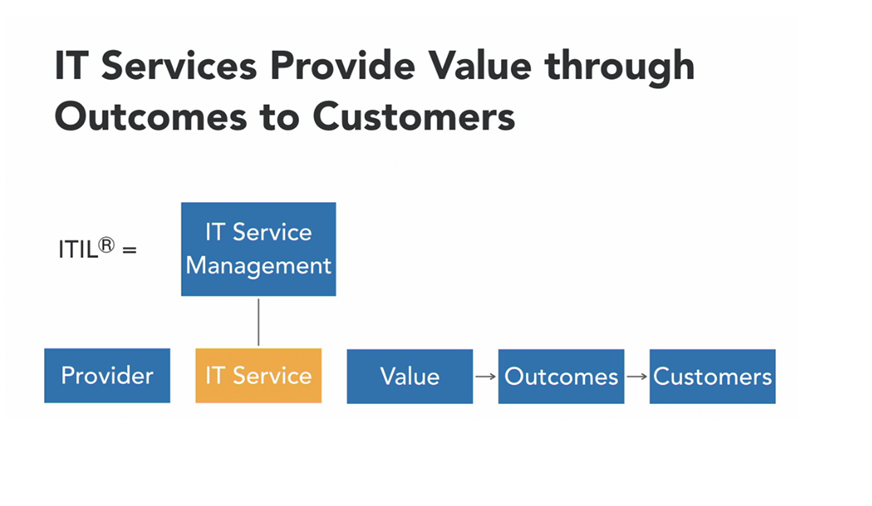 IT Services Provide Value through
Outcomes to Customers
ITIL® =
IT Service
Management
Provider
IT Service
Value
Outcomes
Customers